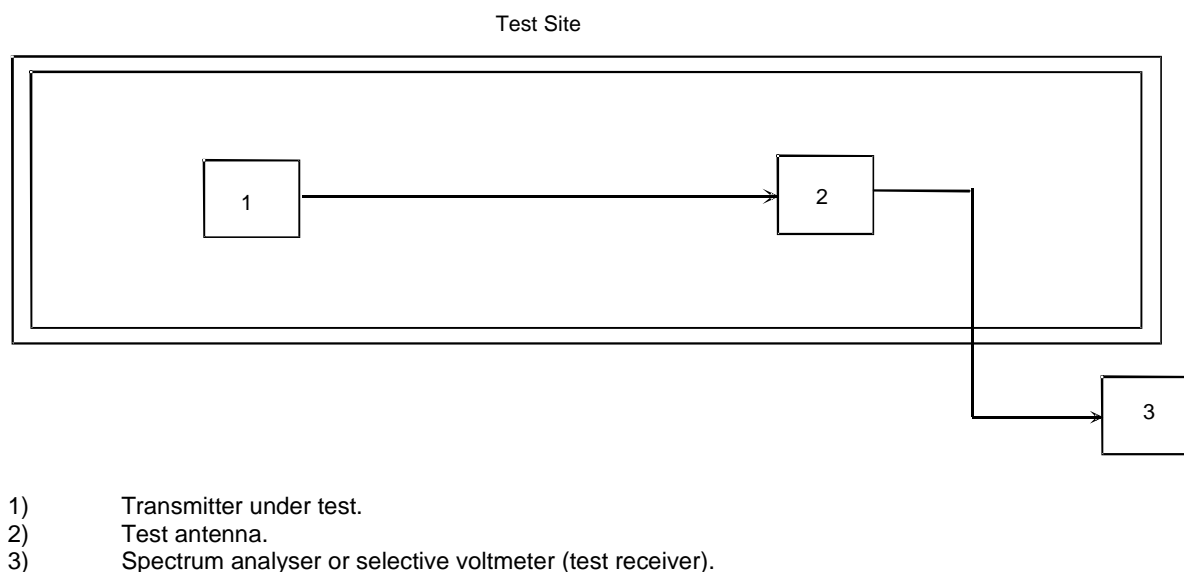 Test Site
1
2
3
1) Transmitter under test.
2) Test antenna.
3) Spectrum analyser or selective voltmeter (test receiver).